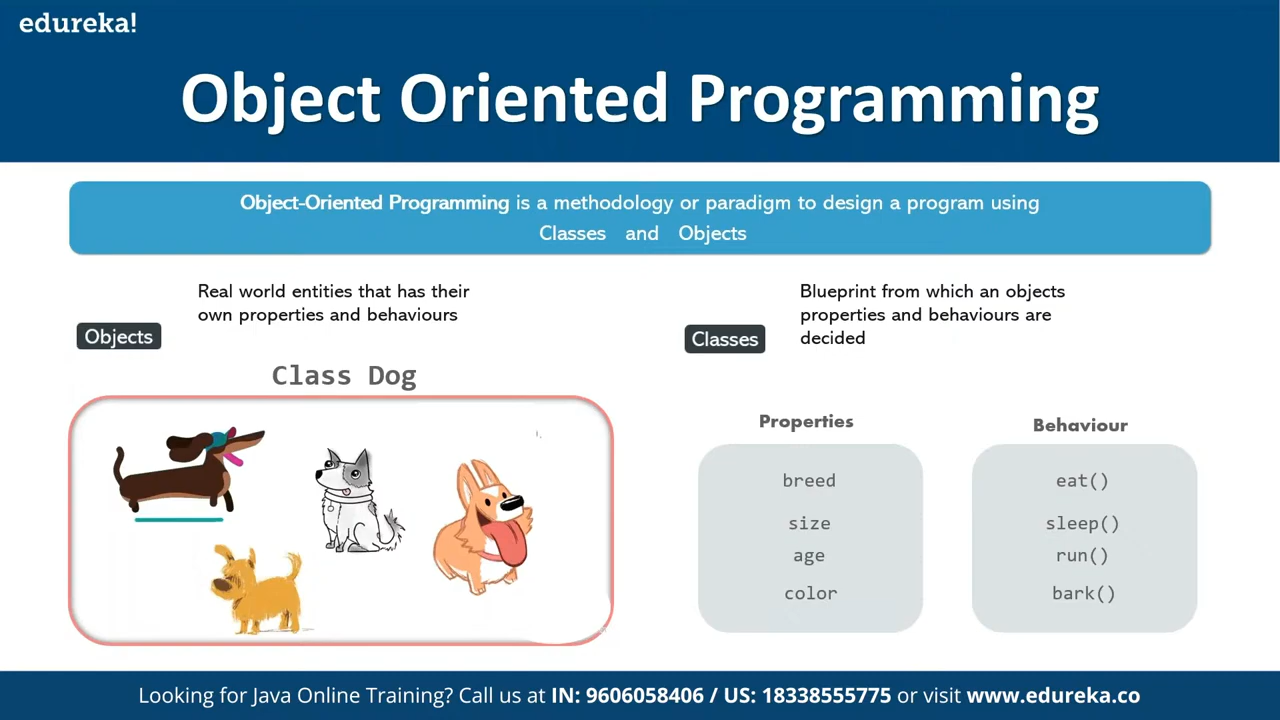 edureka!
Object Oriented Programming
Object-Oriented Programming is a methodology or paradigm to design a program using
Classes and Objects
Real world entities that has their
own properties and behaviours
Objects
Class Dog
Blueprint from which an objects
properties and behaviours are
decided
Classes
Properties
breed
size
age
color
Behaviour
eat()
sleep()
run()
bark()
Looking for Java Online Training? Call us at IN: 9606058406 / US: 18338555775 or visit www.edureka.co